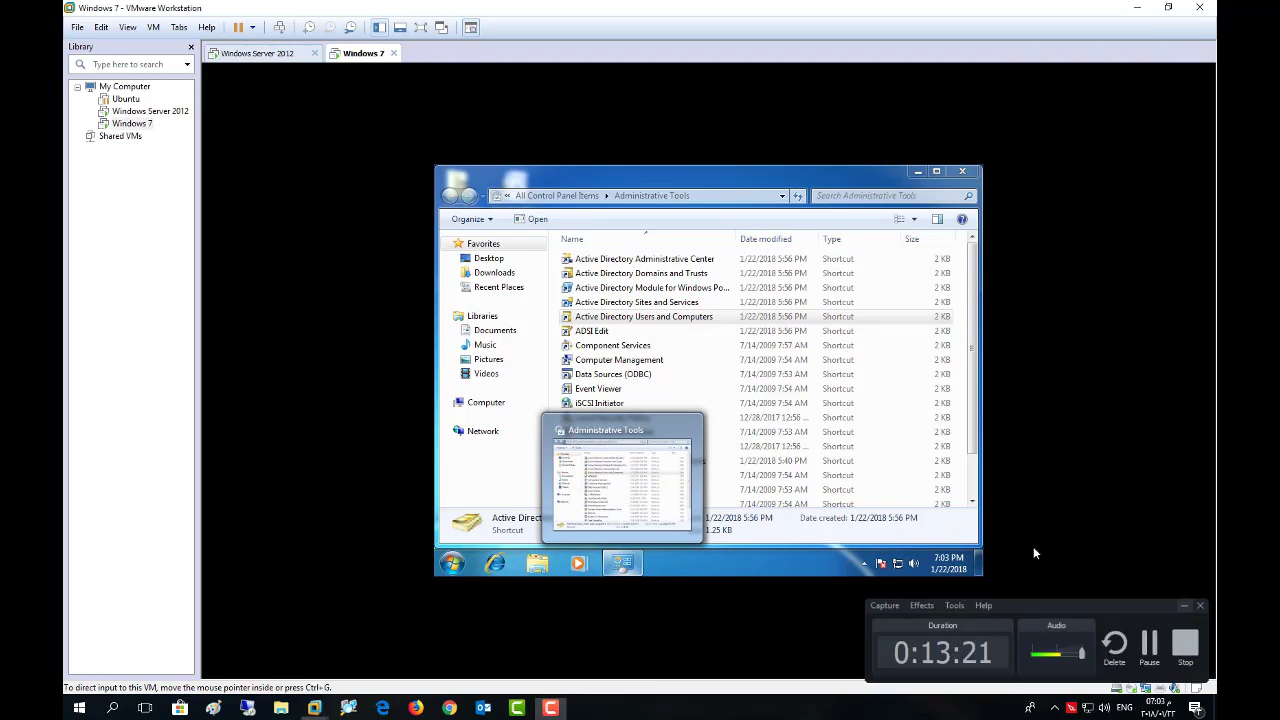 Windows 7 - VMware Workstation
File Edit View VM Tabs Help
Library
Type here to search
My Computer
Ubuntu
Windows Server 2012
Windows 7
Shared VMs
Windows Server 2012
Windows 7
« All Control Panel Items Administrative Tools
Search Administrative Tools
Organize Open
Name Date modified Type Size
Favorites
Desktop
Downloads
Recent Places
Libraries
Documents
Music
Pictures
Videos
Computer
Network
Active Directory Administrative Center 1/22/2018 5:56 PM Shortcut 2 KB
Active Directory Domains and Trusts 1/22/2018 5:56 PM Shortcut 2 KB
Active Directory Module for Windows Po... 1/22/2018 5:56 PM Shortcut 2 KB
Active Directory Sites and Services 1/22/2018 5:56 PM Shortcut 2 KB
Active Directory Users and Computers 1/22/2018 5:56 PM Shortcut 2 KB
ADSI Edit 1/22/2018 5:56 PM Shortcut 2 KB
Component Services 7/14/2009 7:57 AM Shortcut 2 KB
Computer Management 7/14/2009 7:54 AM Shortcut 2 KB
Data Sources (ODBC) 7/14/2009 7:53 AM Shortcut 2 KB
Event Viewer 7/14/2009 7:54 AM Shortcut 2 KB
iSCSI Initiator 7/14/2009 7:54 AM Shortcut 2 KB
12/28/2017 12:56 ... Shortcut 2 KB
7/14/2009 7:53 AM Shortcut 2 KB
12/28/2017 12:56 ... Shortcut 2 KB
1/22/2018 5:40 PM Shortcut 2 KB
7/14/2009 7:54 AM Shortcut 2 KB
7/14/2009 7:53 AM Shortcut 2 KB
7/14/2009 7:54 AM Shortcut 2 KB
Administrative Tools
Active Direct 1/22/2018 5:56 PM Date created: 1/22/2018 5:56 PM
Shortcut 1.25 KB
7:03 PM
1/22/2018
Capture Effects Tools Help
Duration
0:13:21
Audio
Delete
Pause
Stop
To direct input to this VM, move the mouse pointer inside or press Ctrl+G.
ENG
07:03 م